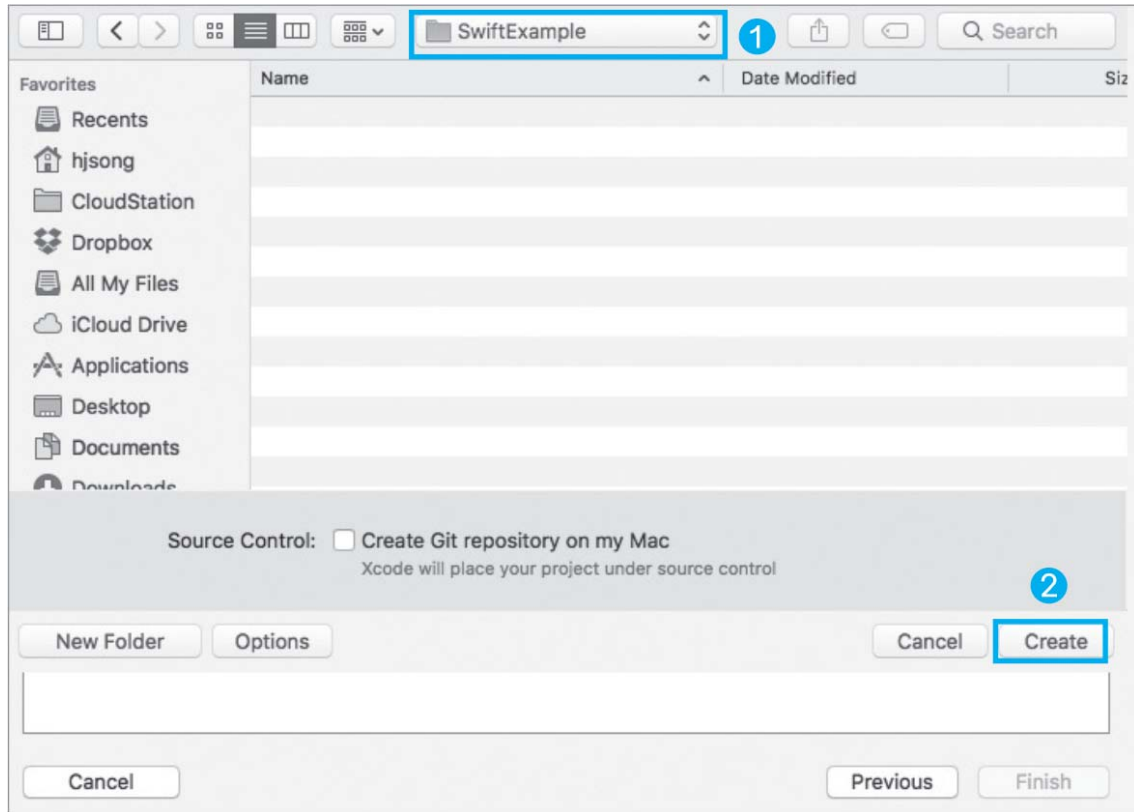 SwiftExample
1
Search
Favorites
Name
Date Modified
Siz
Recents
hjsong
CloudStation
Dropbox
All My Files
iCloud Drive
Applications
Desktop
Documents
Downloads
Source Control:
Create Git repository on my Mac
Xcode will place your project under source control
2
New Folder
Options
Cancel
Create
Cancel
Previous
Finish